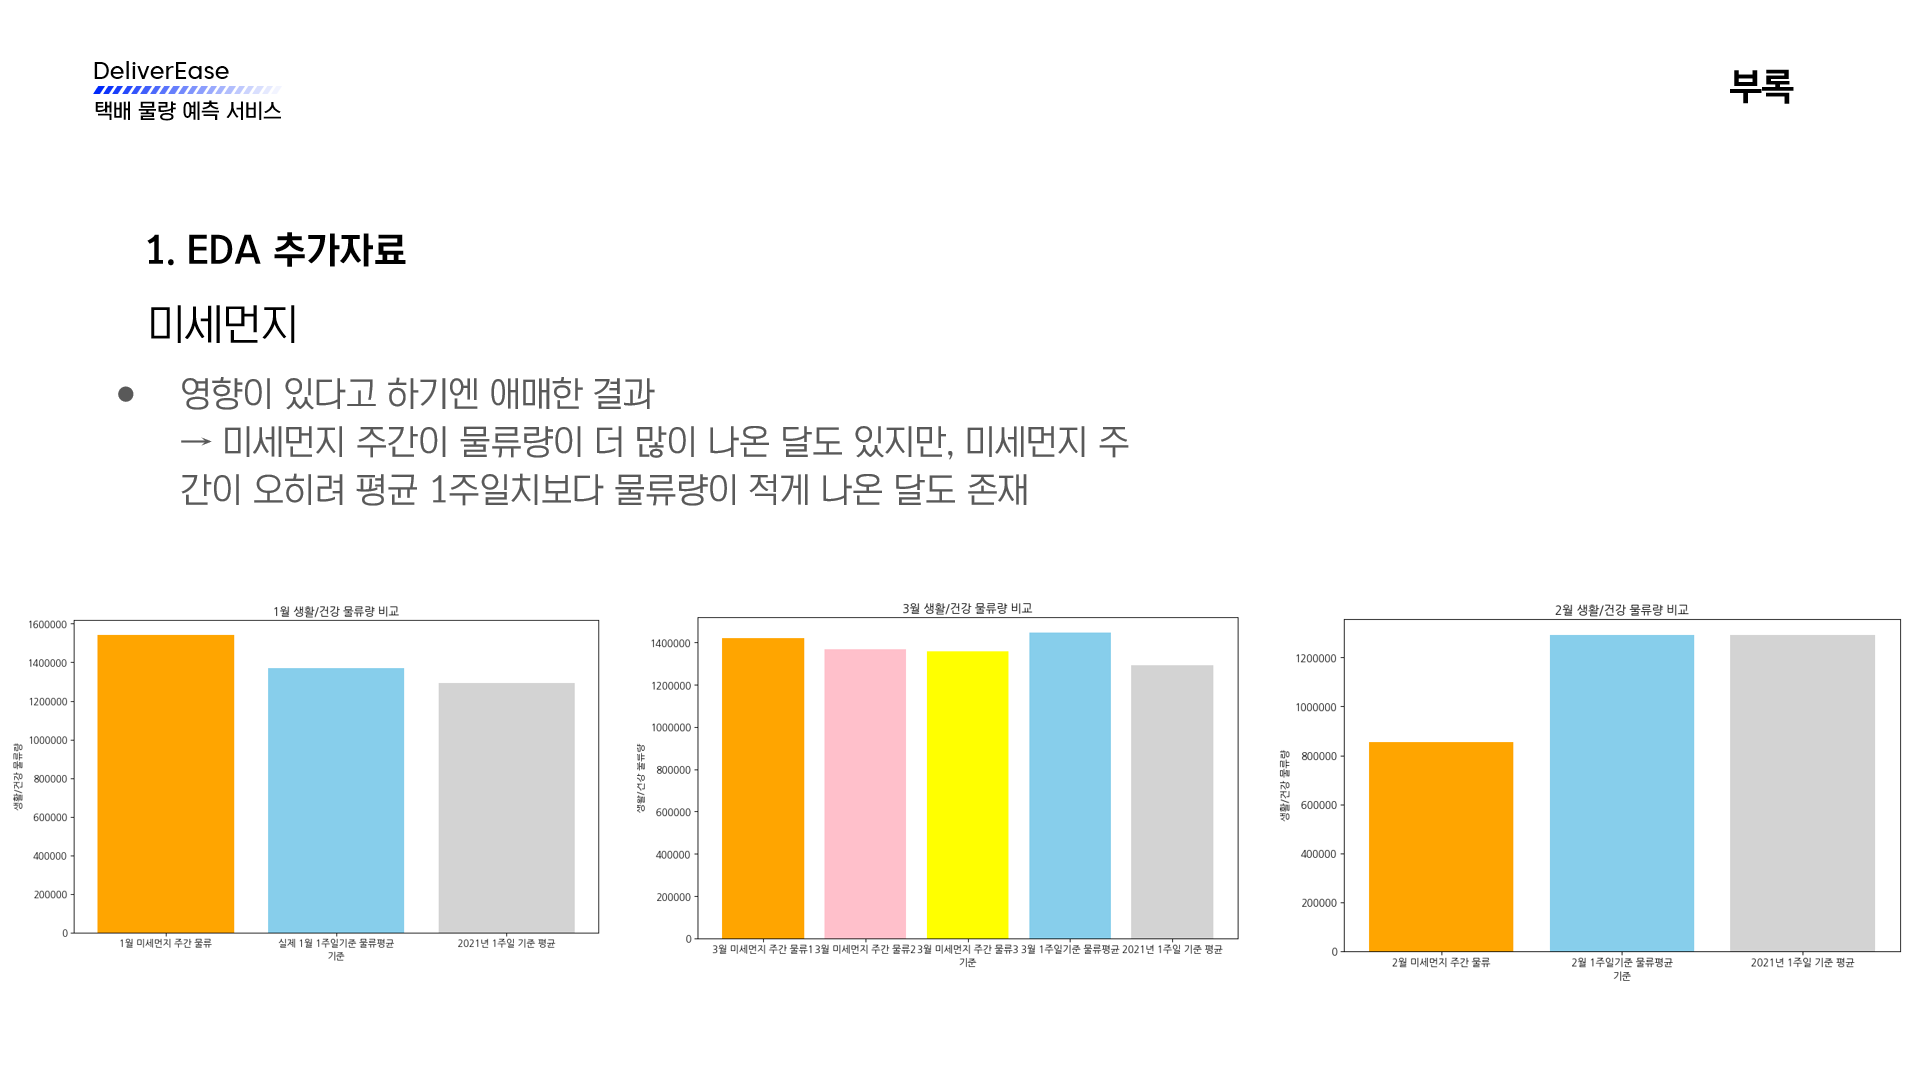 DeliverEase
택배 물량 예측 서비스
부록
1. EDA 추가자료
미세먼지
● 영향이 있다고 하기엔 애매한 결과
→ 미세먼지 주간이 물류량이 더 많이 나온 달도 있지만, 미세먼지 주
간이 오히려 평균 1주일치보다 물류량이 적게 나온 달도 존재
1월 생활/건강 물류량 비교
1600000
1400000
1200000
1000000
800000
600000
400000
200000
0
생활/건강 물류량
1월 미세먼지 주간 물류
실제 1월 1주일기준 물류평균
2021년 1주일 기준 평균
기준
3월 생활/건강 물류량 비교
1400000
1200000
1000000
800000
600000
400000
200000
0
생활/건강 물류량
3월 미세먼지 주간 물류1
3월 미세먼지 주간 물류2
3월 미세먼지 주간 물류3
3월 1주일기준 물류평균
2021년 1주일 기준 평균
기준
2월 생활/건강 물류량 비교
1200000
1000000
800000
600000
400000
200000
0
생활/건강 물류량
2월 미세먼지 주간 물류
2월 1주일기준 물류평균
2021년 1주일 기준 평균
기준